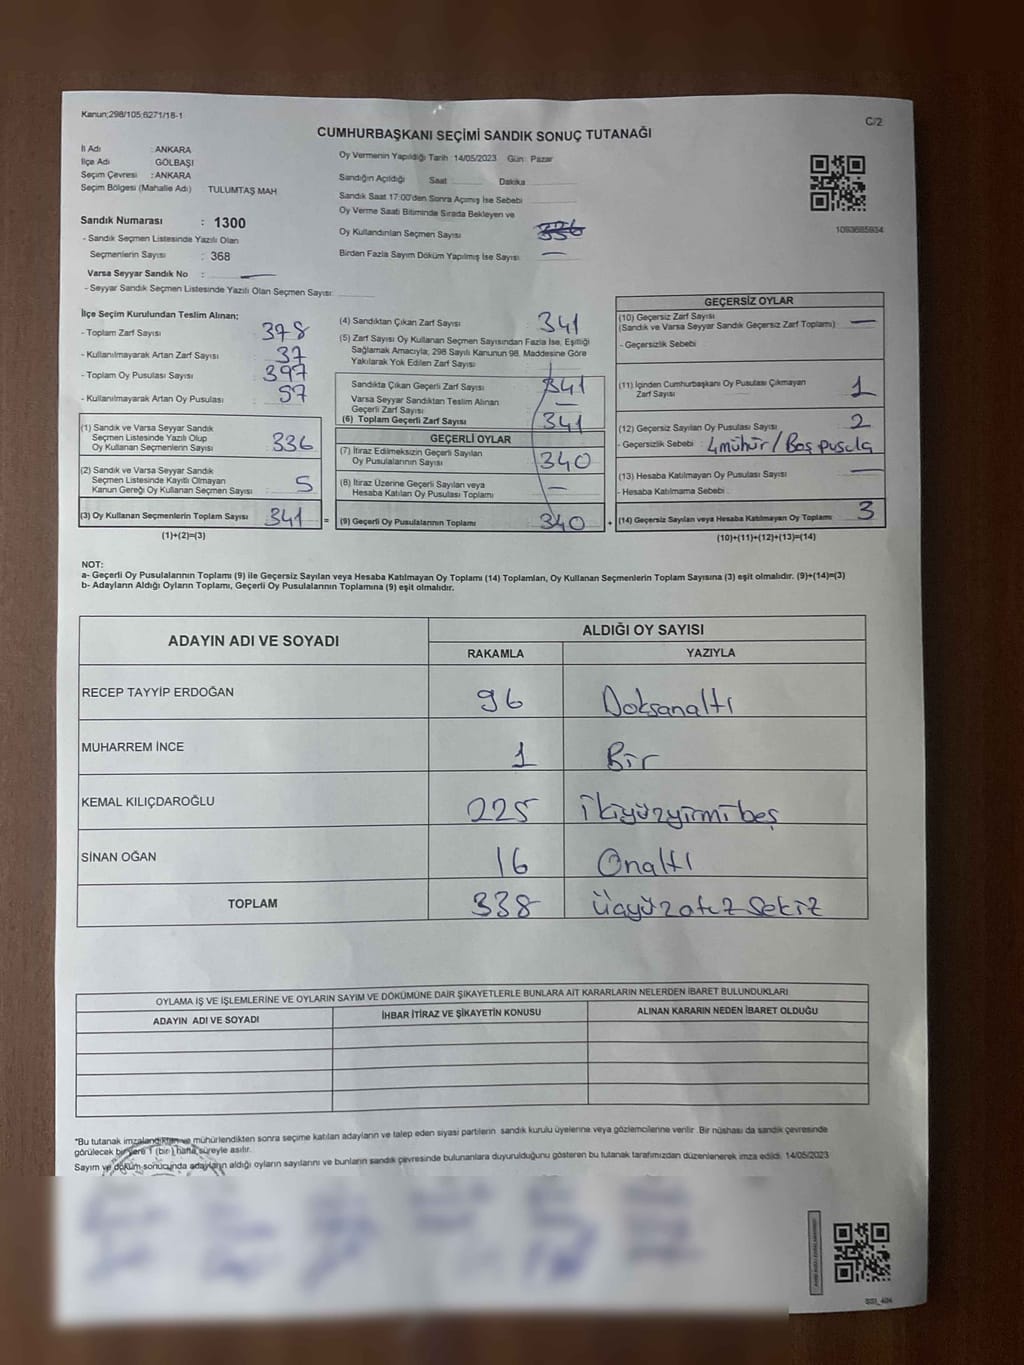 Kanun;298/105;6271/18-1
C/2
CUMHURBAŞKANI SEÇİMİ SANDIK SONUÇ TUTANAĞI
İl Adı : ANKARA
İlçe Adı GÖLBAŞI
Seçim Çevresi : ANKARA
Seçim Bölgesi (Mahalle Adı) TULUMTAŞ MAH
Sandık Numarası : 1300
- Sandık Seçmen Listesinde Yazılı Olan
Seçmenlerin Sayısı : 368
Varsa Seyyar Sandık No : —
- Seyyar Sandık Seçmen Listesinde Yazılı Olan Seçmen Sayısı:
Oy Vermenin Yapıldığı Tarih 14/05/2023 Gün: Pazar
Sandığın Açıldığı Saat Dakika
Sandık Saat 17:00'den Sonra Açımış İse Sebebi
Oy Verme Saati Bitiminde Sırada Bekleyen ve
Oy Kullandırılan Seçmen Sayısı 336
Birden Fazla Sayım Döküm Yapılmış İse Sayısı —
1093685934
İlçe Seçim Kurulundan Teslim Alınan:
- Toplam Zarf Sayısı 378
- Kullanılmayarak Artan Zarf Sayısı 37
- Toplam Oy Pusulası Sayısı 397
- Kullanılmayarak Artan Oy Pusulası 57
(1) Sandık ve Varsa Seyyar Sandık
Seçmen Listesinde Yazılı Olup
Oy Kullanan Seçmenlerin Sayısı 336
(2) Sandık ve Varsa Seyyar Sandık
Seçmen Listesinde Kayıtlı Olmayan
Kanun Gereği Oy Kullanan Seçmen Sayısı 5
(3) Oy Kullanan Seçmenlerin Toplam Sayısı 341 =
(1)+(2)=(3)
(4) Sandıktan Çıkan Zarf Sayısı 341
(5) Zarf Sayısı Oy Kullanan Seçmen Sayısından Fazla İse, Eşitliği
Sağlamak Amacıyla, 298 Sayılı Kanunun 98. Maddesine Göre
Yakılarak Yok Edilen Zarf Sayısı
Sandıkta Çıkan Geçerli Zarf Sayısı 341
Varsa Seyyar Sandıktan Teslim Alınan
Geçerli Zarf Sayısı —
(6) Toplam Geçerli Zarf Sayısı 341
GEÇERLİ OYLAR
(7) İtiraz Edilmeksizin Geçerli Sayılan
Oy Pusulalarının Sayısı 340
(8) İtiraz Üzerine Geçerli Sayılan veya
Hesaba Katılan Oy Pusulası Toplamı —
(9) Geçerli Oy Pusulalarının Toplamı 340 +
GEÇERSİZ OYLAR
(10) Geçersiz Zarf Sayısı —
(Sandık ve Varsa Seyyar Sandık Geçersiz Zarf Toplamı)
- Geçersizlik Sebebi
(11) İçinden Cumhurbaşkanı Oy Pusulası Çıkmayan
Zarf Sayısı 1
(12) Geçersiz Sayılan Oy Pusulası Sayısı 2
- Geçersizlik Sebebi : 4mühür / Boş pusula
(13) Hesaba Katılmayan Oy Pusulası Sayısı —
- Hesaba Katılmama Sebebi
(14) Geçersiz Sayılan veya Hesaba Katılmayan Oy Toplamı 3
(10)+(11)+(12)+(13)=(14)
NOT:
a- Geçerli Oy Pusulalarının Toplamı (9) ile Geçersiz Sayılan veya Hesaba Katılmayan Oy Toplamı (14) Toplamları, Oy Kullanan Seçmenlerin Toplam Sayısına (3) eşit olmalıdır. (9)+(14)=(3)
b- Adayların Aldığı Oyların Toplamı, Geçerli Oy Pusulalarının Toplamına (9) eşit olmalıdır.
ADAYIN ADI VE SOYADI ALDIĞI OY SAYISI
RAKAMLA YAZIYLA
RECEP TAYYİP ERDOĞAN 96 Doksanaltı
MUHARREM İNCE 1 Bir
KEMAL KILIÇDAROĞLU 225 ikiyüzyirmibeş
SİNAN OĞAN 16 Onaltı
TOPLAM 338 üçyüzotuzsekiz
OYLAMA İŞ VE İŞLEMLERİNE VE OYLARIN SAYIM VE DÖKÜMÜNE DAİR ŞİKAYETLERLE BUNLARA AİT KARARLARIN NELERDEN İBARET BULUNDUKLARI
ADAYIN ADI VE SOYADI İHBAR İTİRAZ VE ŞİKAYETİN KONUSU ALINAN KARARIN NEDEN İBARET OLDUĞU
*Bu tutanak imzalandıktan ve mühürlendikten sonra seçime katılan adayların ve talep eden siyasi partilerin sandık kurulu üyelerine veya gözlemcilerine verilir. Bir nüshası da sandık çevresinde
görülecek bir yere 1 (bir) hafta süreyle asılır.
Sayım ve döküm sonucunda adayların aldığı oyların sayılarını ve bunların sandık çevresinde bulunanlara duyurulduğunu gösteren bu tutanak tarafımızdan düzenlenerek imza edildi. 14/05/2023